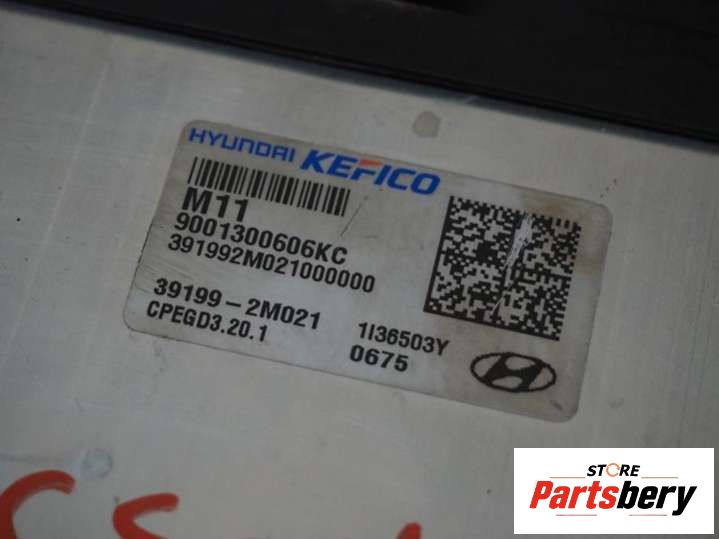 HYUNDAI KEFICO
M11
9001300606KC
391992M021000000
39199-2M021
CPEGD3.20.1
1I36503Y
0675
STORE
Partsbery